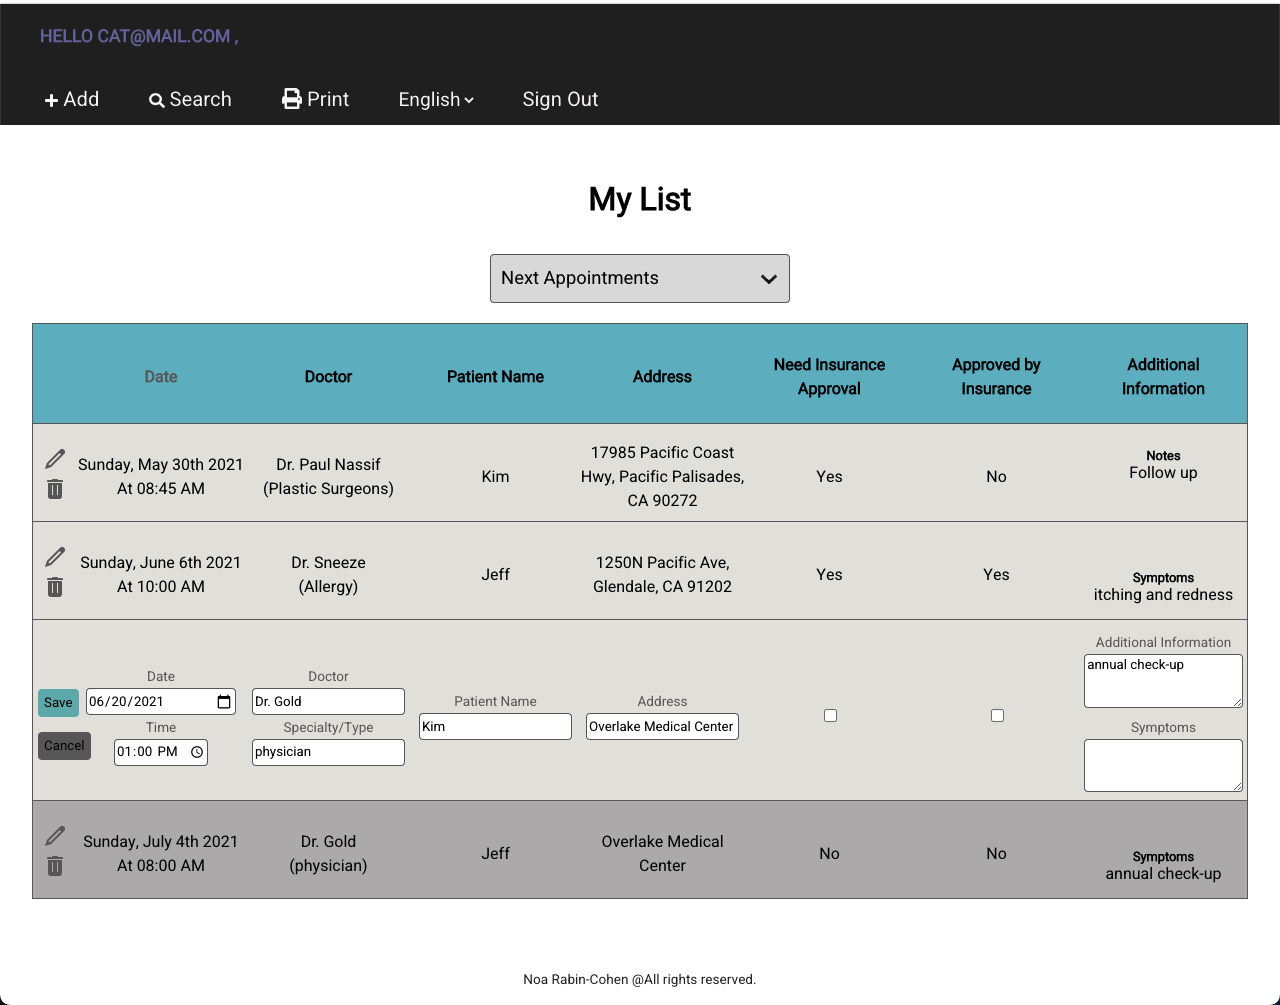 HELLO CAT@MAIL.COM ,
Add
Search
Print
English
Sign Out
My List
Next Appointments
Date
Doctor
Patient Name
Address
Need Insurance
Approval
Approved by
Insurance
Additional
Information
Sunday, May 30th 2021
At 08:45 AM
Dr. Paul Nassif
(Plastic Surgeons)
Kim
17985 Pacific Coast
Hwy, Pacific Palisades,
CA 90272
Yes
No
Notes
Follow up
Sunday, June 6th 2021
At 10:00 AM
Dr. Sneeze
(Allergy)
Jeff
1250N Pacific Ave,
Glendale, CA 91202
Yes
Yes
Symptoms
itching and redness
Save
Cancel
Date
06/20/2021
Time
01:00 PM
Doctor
Dr. Gold
Specialty/Type
physician
Patient Name
Kim
Address
Overlake Medical Center
Additional Information
annual check-up
Symptoms
Sunday, July 4th 2021
At 08:00 AM
Dr. Gold
(physician)
Jeff
Overlake Medical
Center
No
No
Symptoms
annual check-up
Noa Rabin-Cohen @All rights reserved.